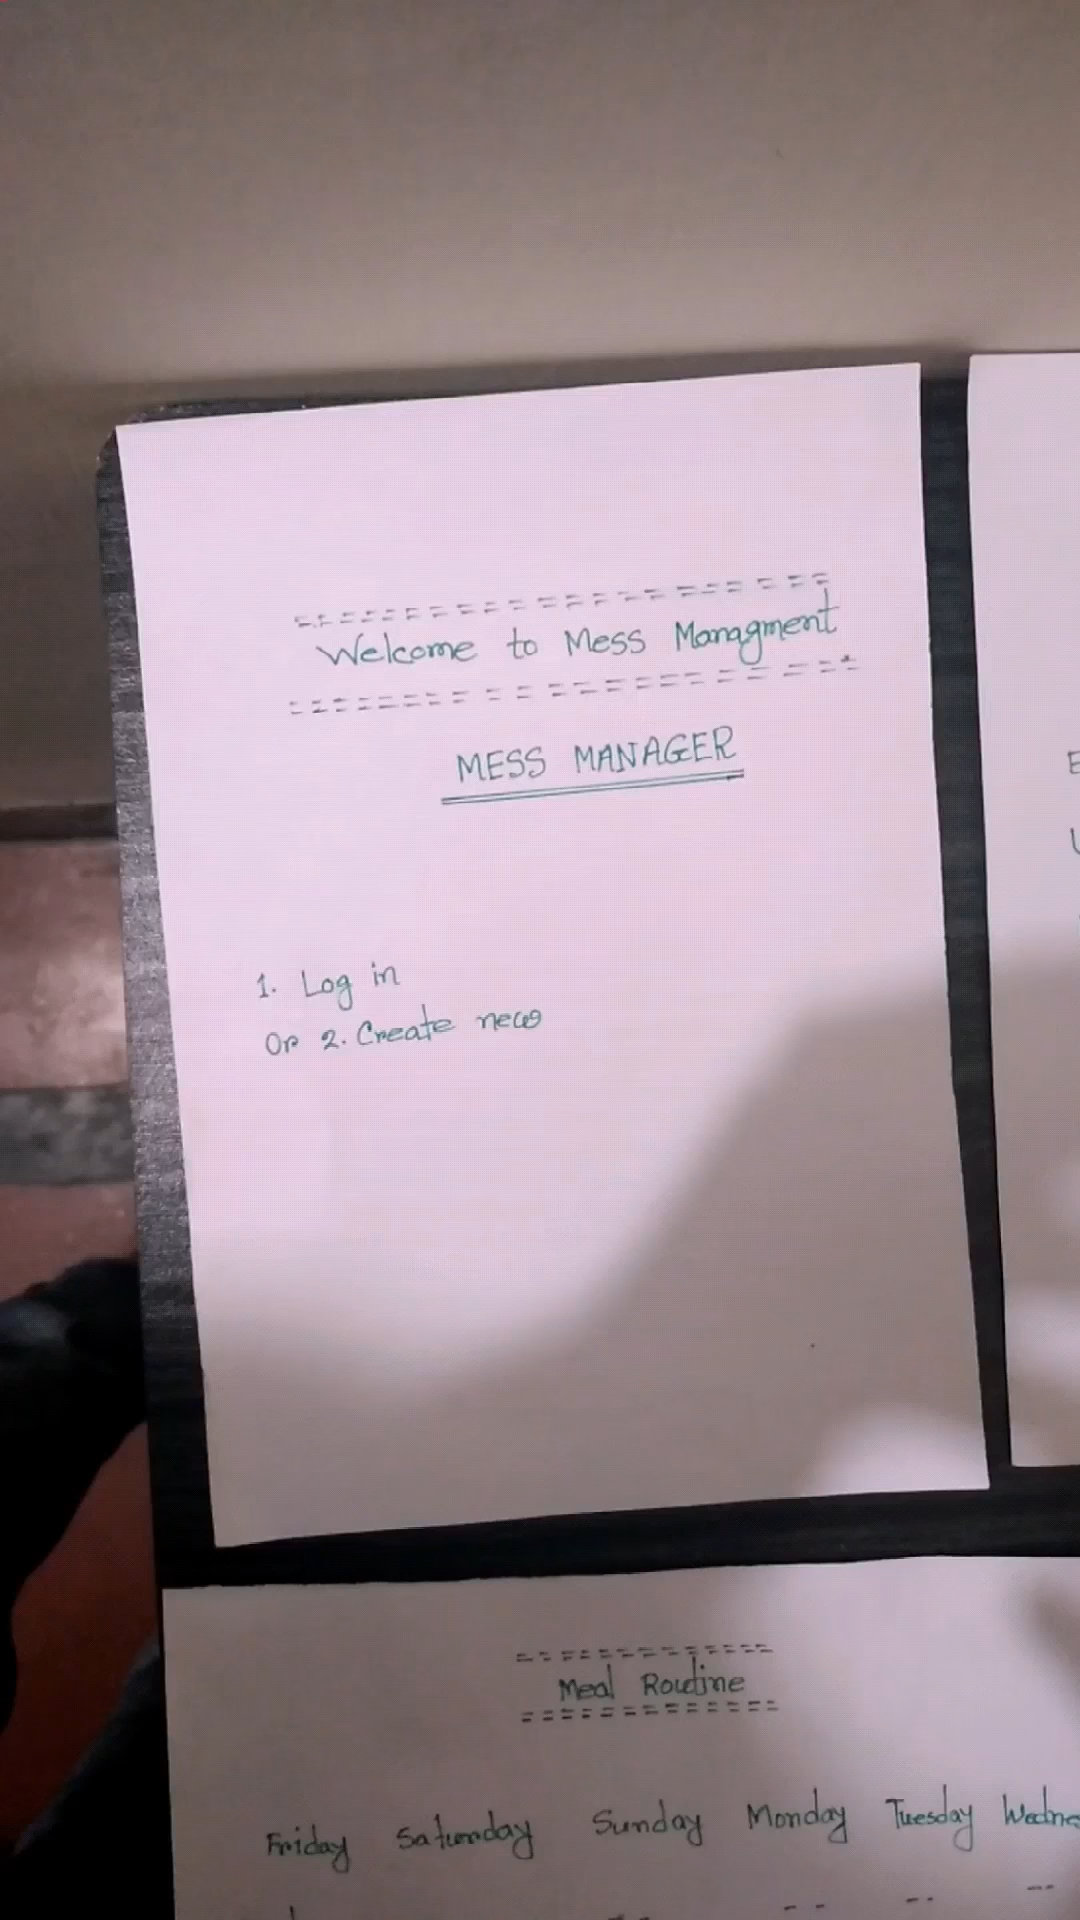 Welcome to Mess Managment
MESS MANAGER
1. Log in
Or 2. Create new
Meal Routine
Friday Saturday Sunday Monday Tuesday